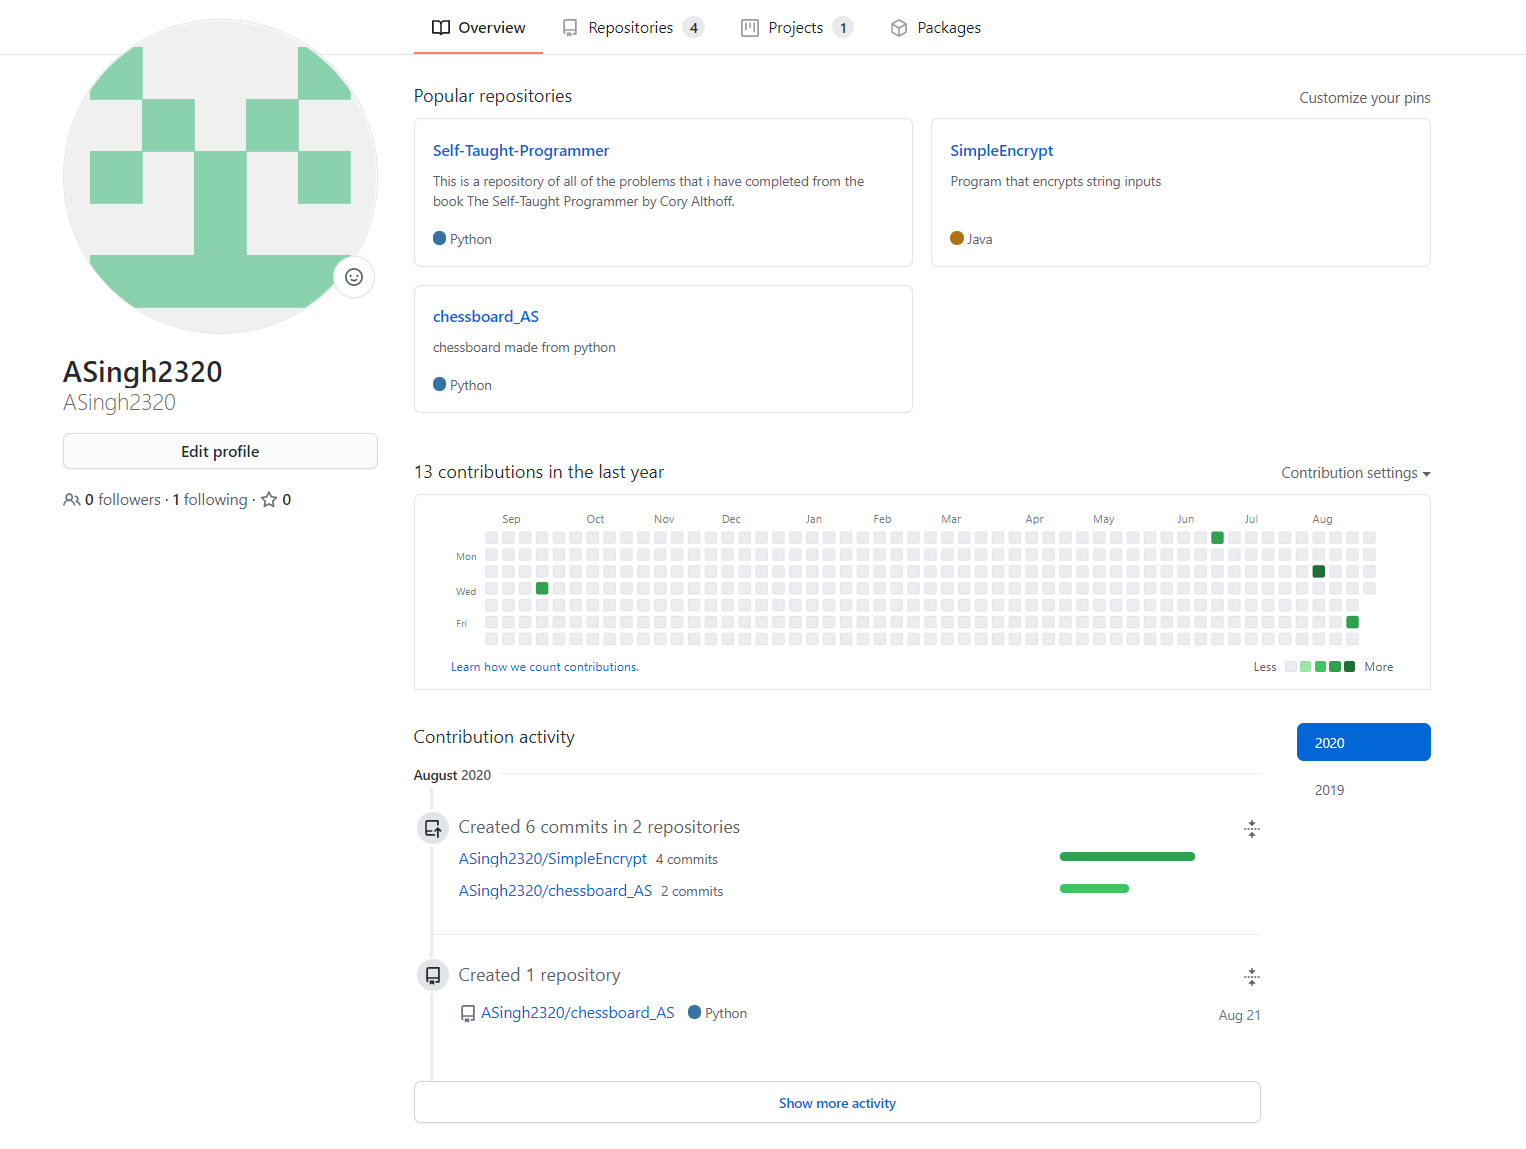 Overview Repositories 4 Projects 1 Packages
ASingh2320
ASingh2320
Edit profile
0 followers · 1 following · 0
Popular repositories
Customize your pins
Self-Taught-Programmer
This is a repository of all of the problems that i have completed from the
book The Self-Taught Programmer by Cory Althoff.
Python
SimpleEncrypt
Program that encrypts string inputs
Java
chessboard_AS
chessboard made from python
Python
13 contributions in the last year
Contribution settings
Sep Oct Nov Dec Jan Feb Mar Apr May Jun Jul Aug
Mon
Wed
Fri
Learn how we count contributions.
Less More
Contribution activity
2020
2019
August 2020
Created 6 commits in 2 repositories
ASingh2320/SimpleEncrypt 4 commits
ASingh2320/chessboard_AS 2 commits
Created 1 repository
ASingh2320/chessboard_AS Python Aug 21
Show more activity